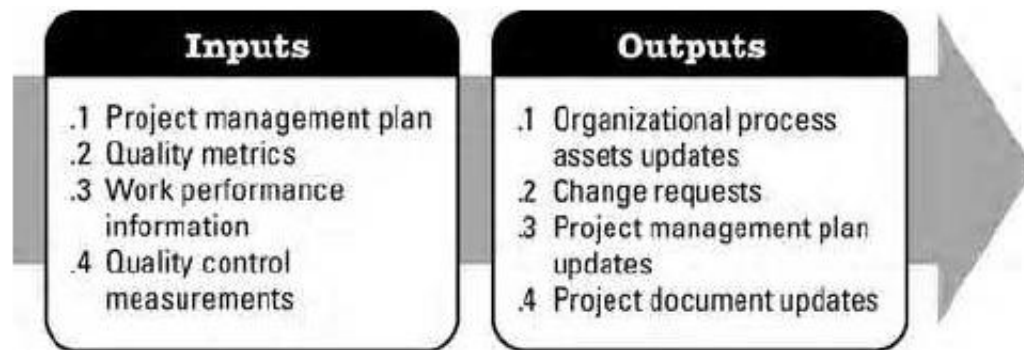 Inputs
.1 Project management plan
.2 Quality metrics
.3 Work performance
information
.4 Quality control
measurements
Outputs
.1 Organizational process
assets updates
.2 Change requests
.3 Project management plan
updates
.4 Project document updates